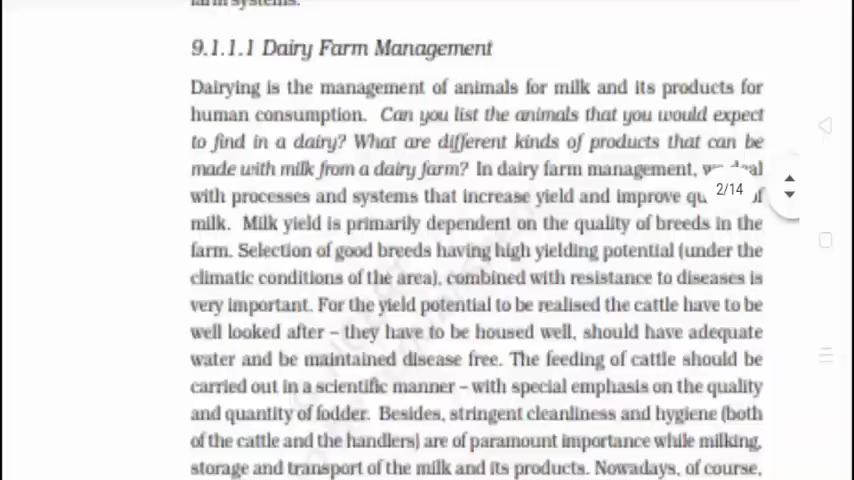 farm systems.
9.1.1.1 Dairy Farm Management
Dairying is the management of animals for milk and its products for
human consumption. Can you list the animals that you would expect
to find in a dairy? What are different kinds of products that can be
made with milk from a dairy farm? In dairy farm management, we deal
with processes and systems that increase yield and improve qu of
2/14
milk. Milk yield is primarily dependent on the quality of breeds in the
farm. Selection of good breeds having high yielding potential (under the
climatic conditions of the area), combined with resistance to diseases is
very important. For the yield potential to be realised the cattle have to be
well looked after – they have to be housed well, should have adequate
water and be maintained disease free. The feeding of cattle should be
carried out in a scientific manner – with special emphasis on the quality
and quantity of fodder. Besides, stringent cleanliness and hygiene (both
of the cattle and the handlers) are of paramount importance while milking,
storage and transport of the milk and its products. Nowadays, of course,